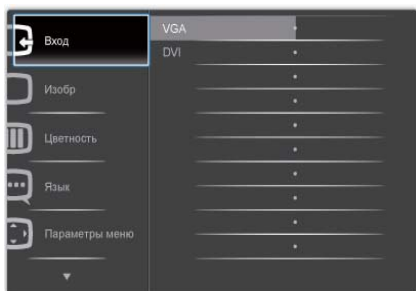 Вход
VGA
DVI
Изобр
Цветность
Язык
Параметры меню